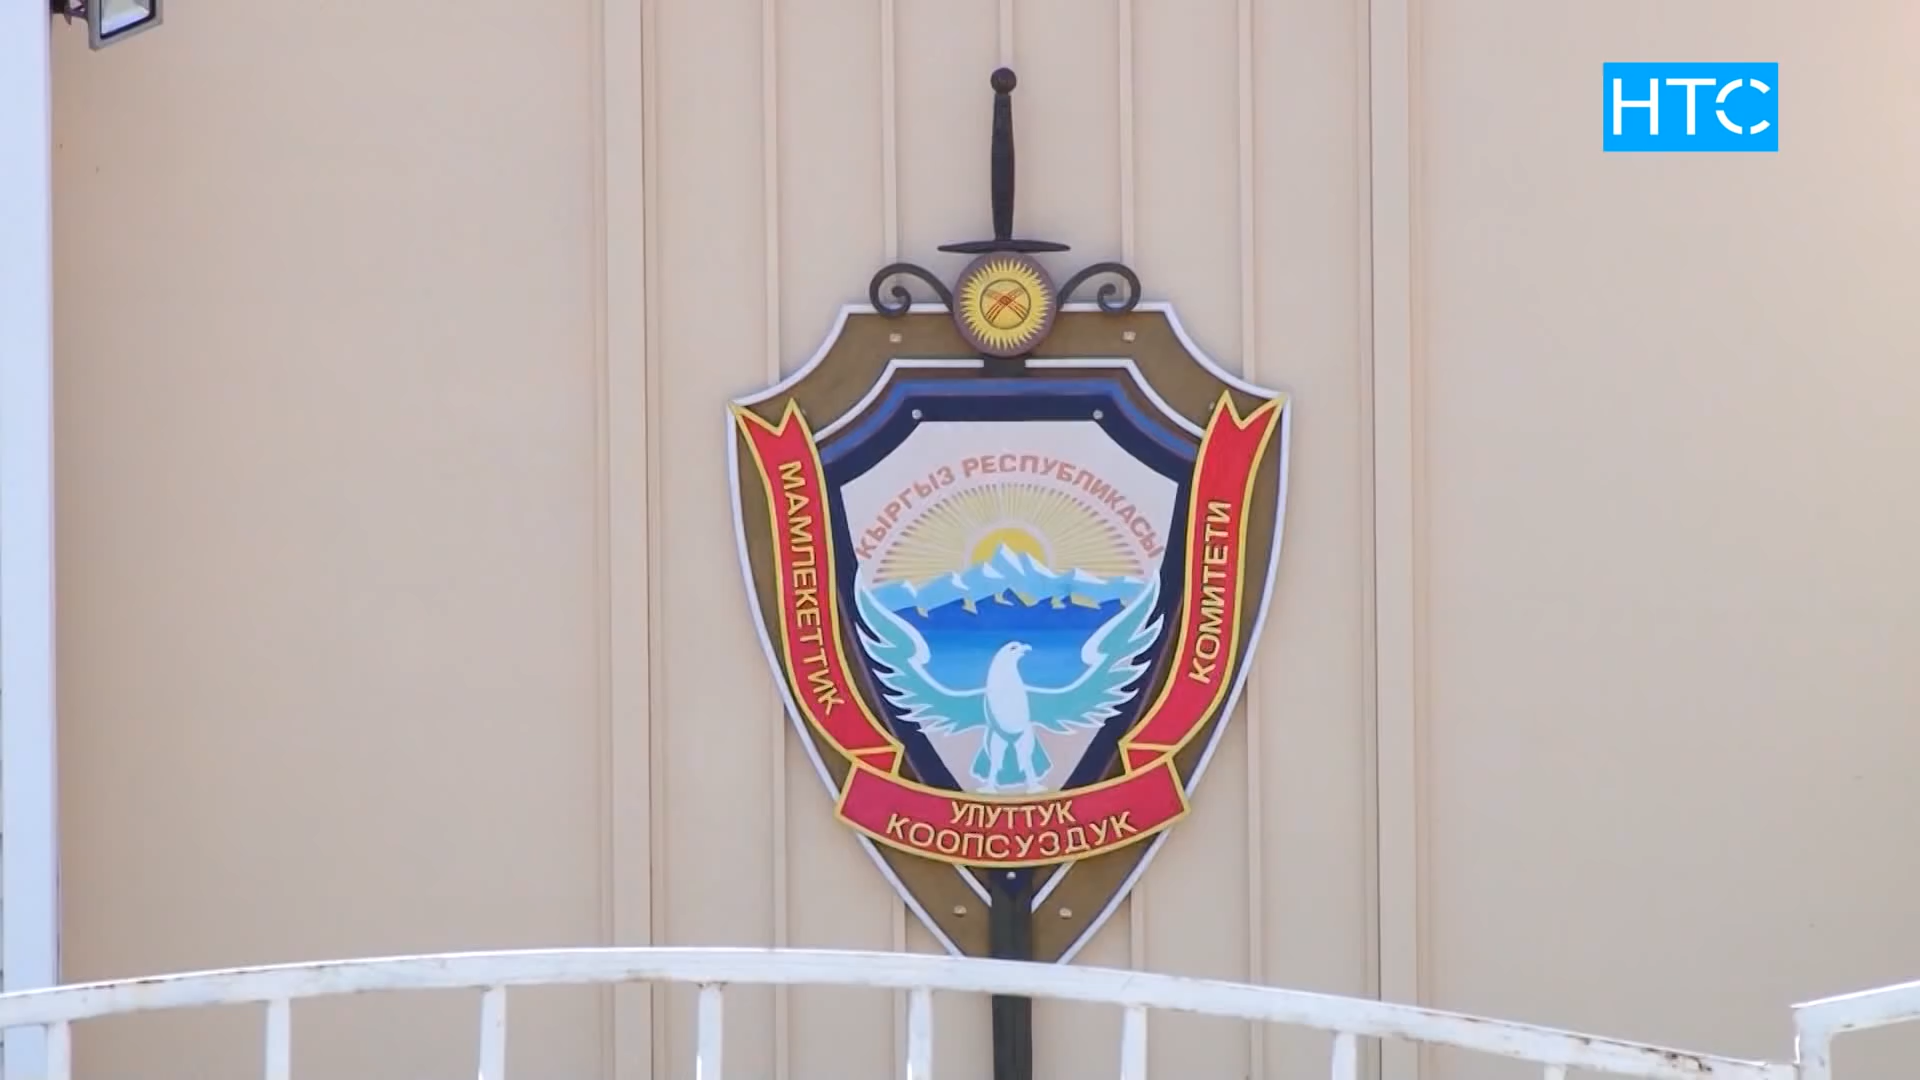 НТС
КЫРГЫЗ РЕСПУБЛИКАСЫ
МАМЛЕКЕТТИК
УЛУТТУК
КООПСУЗДУК
КОМИТЕТИ